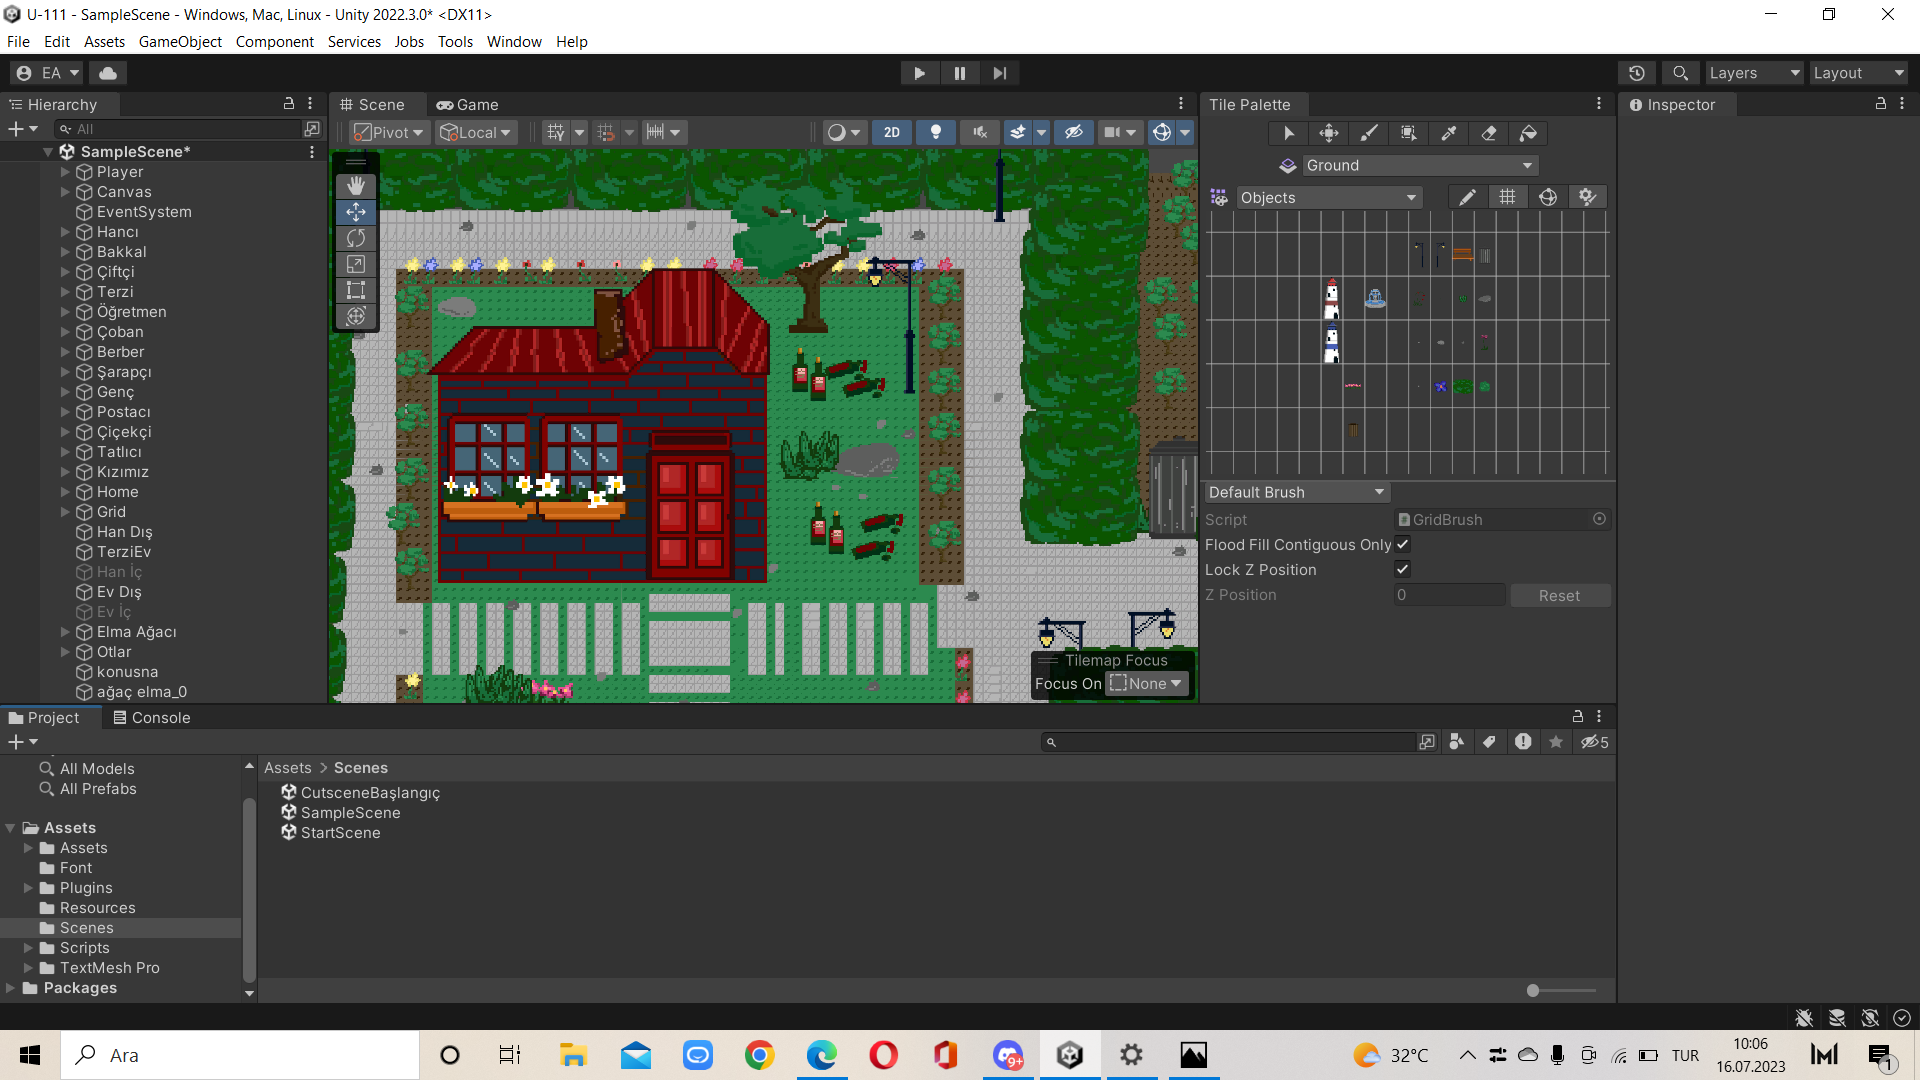 U-111 - SampleScene - Windows, Mac, Linux - Unity 2022.3.0* <DX11>
File Edit Assets GameObject Component Services Jobs Tools Window Help
EA
Layers
Layout
Hierarchy
All
SampleScene*
Player
Canvas
EventSystem
Hancı
Bakkal
Çiftçi
Terzi
Öğretmen
Çoban
Berber
Şarapçı
Genç
Postacı
Çiçekçi
Tatlıcı
Kızımız
Home
Grid
Han Dış
TerziEv
Han İç
Ev Dış
Ev İç
Elma Ağacı
Otlar
konusna
ağaç elma_0
Scene
Game
Pivot
Local
2D
Tilemap Focus
Focus On None
Tile Palette
Ground
Objects
Default Brush
Script GridBrush
Flood Fill Contiguous Only
Lock Z Position
Z Position 0 Reset
Inspector
Project
Console
5
All Models
All Prefabs
Assets
Assets
Font
Plugins
Resources
Scenes
Scripts
TextMesh Pro
Packages
Assets > Scenes
CutsceneBaşlangıç
SampleScene
StartScene
Ara
9+
32°C
TUR
10:06
16.07.2023
1